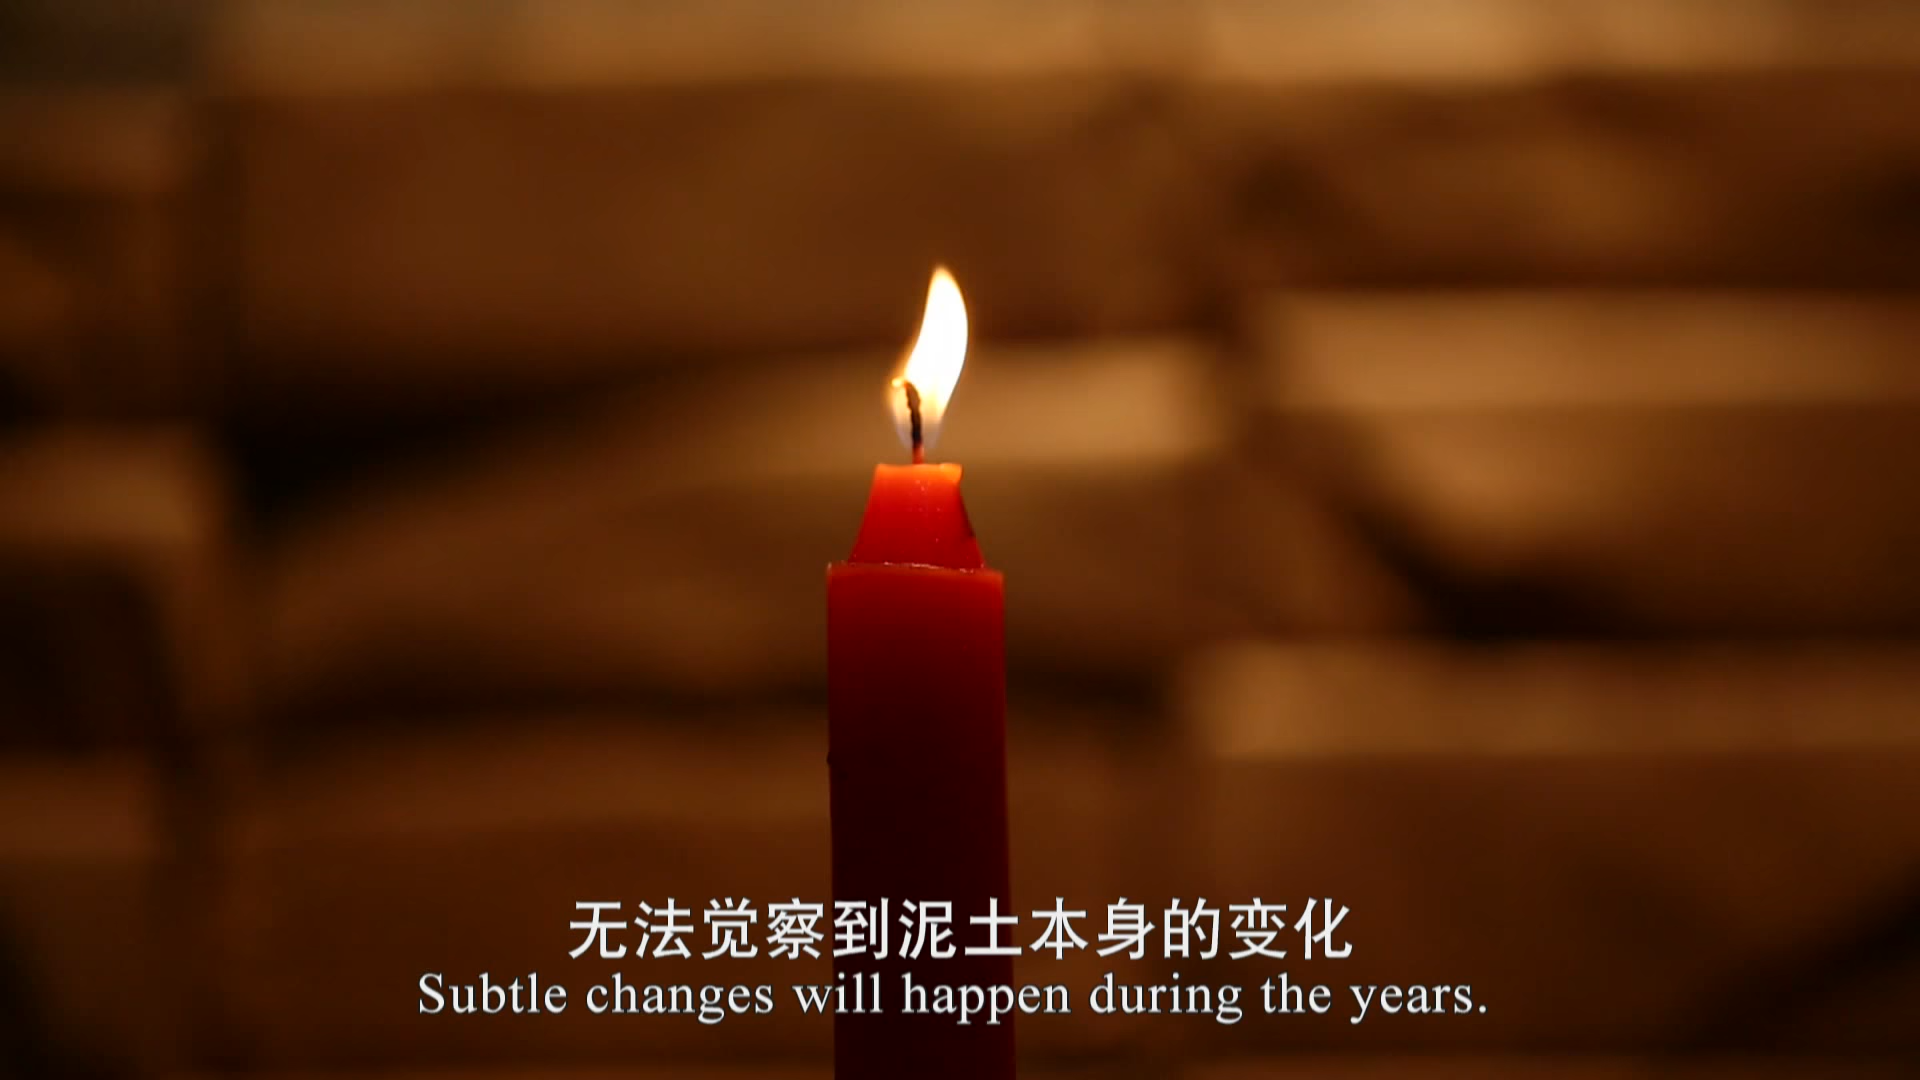 无法觉察到泥土本身的变化
Subtle changes will happen during the years.